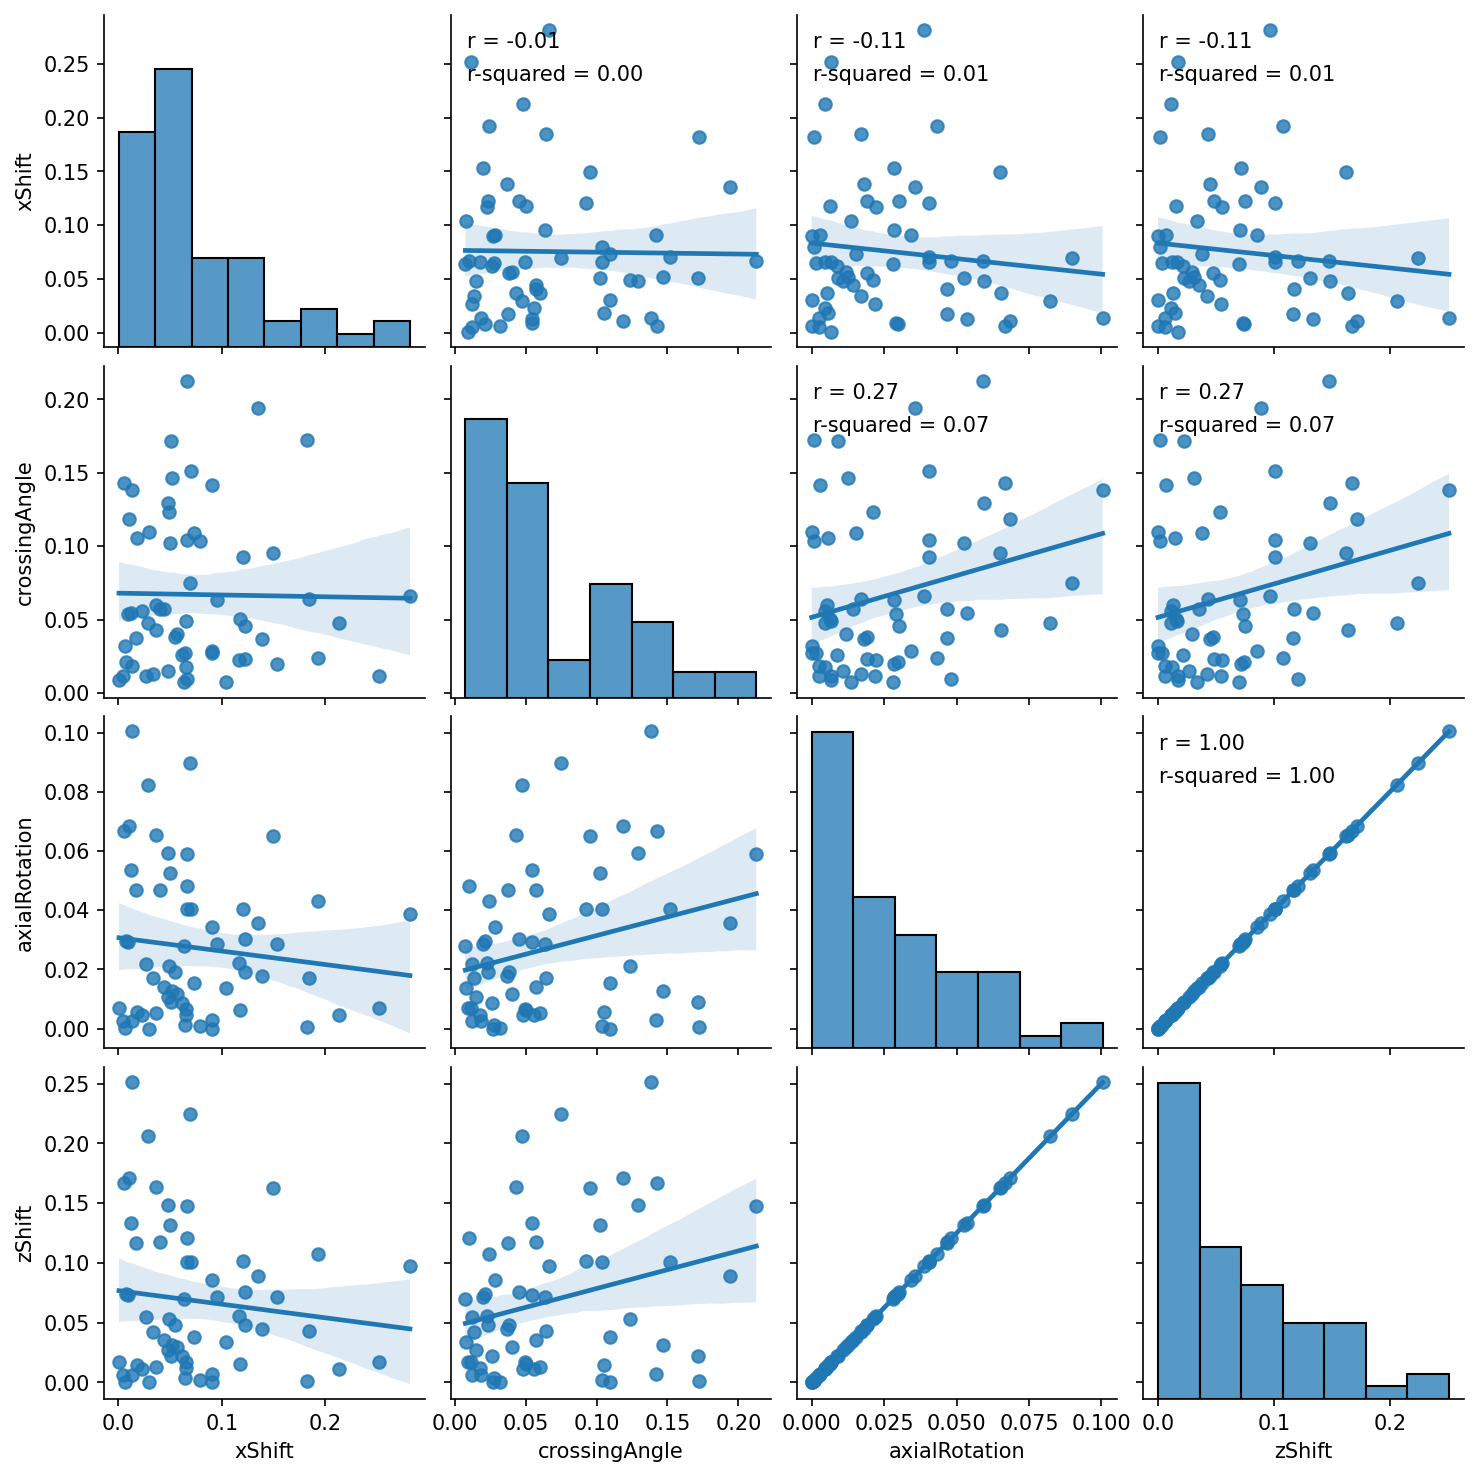 r = -0.01
r-squared = 0.00
r = -0.11
r-squared = 0.01
r = -0.11
r-squared = 0.01
0.25
0.20
0.15
0.10
0.05
0.00
xShift
r = 0.27
r-squared = 0.07
r = 0.27
r-squared = 0.07
0.20
0.15
0.10
0.05
0.00
crossingAngle
r = 1.00
r-squared = 1.00
0.10
0.08
0.06
0.04
0.02
0.00
axialRotation
0.25
0.20
0.15
0.10
0.05
0.00
zShift
0.0 0.1 0.2
xShift
0.00 0.05 0.10 0.15 0.20
crossingAngle
0.000 0.025 0.050 0.075 0.100
axialRotation
0.0 0.1 0.2
zShift